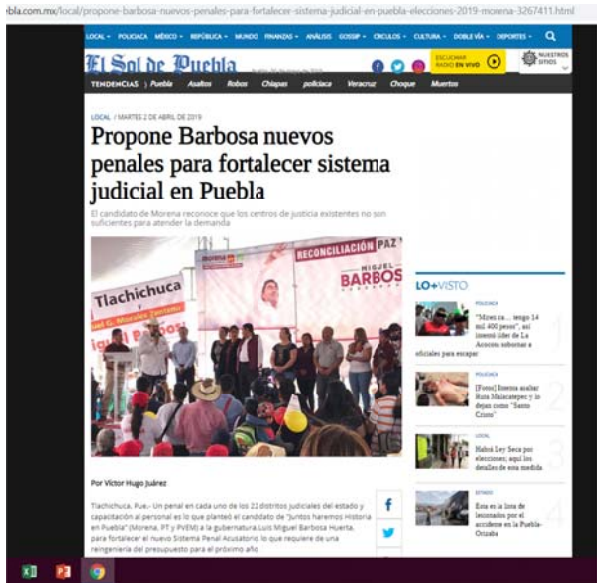 bla.com.mx/local/propone-barbosa-nuevos-penales-para-fortalecer-sistema-judicial-en-puebla-elecciones-2019-morena-3267411.html
LOCAL POLICIACA MÉXICO REPÚBLICA MUNDO FINANZAS ANÁLISIS GOSSIP CÍRCULOS CULTURA DOBLE VÍA DEPORTES
El Sol de Puebla
ESCUCHAR
RADIO EN VIVO
NUESTROS
SITIOS
TENDENCIAS Puebla Asaltos Robos Chiapas policiaca Veracruz Choque Muertos
LOCAL / MARTES 2 DE ABRIL DE 2019
Propone Barbosa nuevos
penales para fortalecer sistema
judicial en Puebla
El candidato de Morena reconoce que los centros de justicia existentes no son
suficientes para atender la demanda
morena
RECONCILIACIÓN PAZ
MIGUEL
BARBOS
Tlachichuca
Por Víctor Hugo Juárez
Tlachichuca, Pue.- Un penal en cada uno de los 22 distritos judiciales del estado y
capacitación al personal es lo que planteó el candidato de "Juntos haremos Historia
en Puebla" (Morena, PT y PVEM) a la gubernatura Luis Miguel Barbosa Huerta,
para fortalecer el nuevo Sistema Penal Acusatorio lo que requiere de una
reingeniería del presupuesto para el próximo año
LO+VISTO
POLICIACA
tengo 14
mil 400 pesos", así
intentó líder de La
Acocota sobornar a
oficiales para escapar
1
POLICIACA
[Fotos] Intenta asaltar
Ruta Malacatepec y lo
dejan como "Santo
Cristo"
2
LOCAL
Habrá Ley Seca por
elecciones; aquí los
detalles de esta medida
3
ESTADO
Esta es la lista de
lesionados por el
accidente en la Puebla-
Orizaba
4